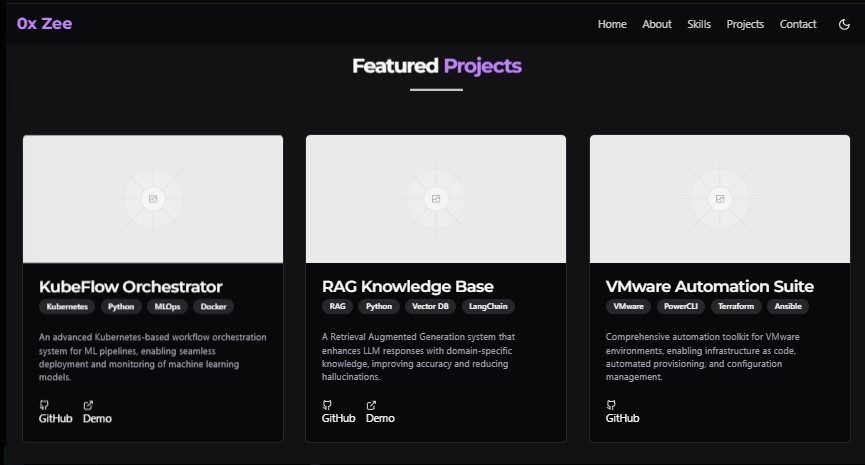 0x Zee
Home About Skills Projects Contact
Featured Projects
KubeFlow Orchestrator
Kubernetes Python MLOps Docker
An advanced Kubernetes-based workflow orchestration
system for ML pipelines, enabling seamless
deployment and monitoring of machine learning
models.
GitHub Demo
RAG Knowledge Base
RAG Python Vector DB LangChain
A Retrieval Augmented Generation system that
enhances LLM responses with domain-specific
knowledge, improving accuracy and reducing
hallucinations.
GitHub Demo
VMware Automation Suite
VMware PowerCLI Terraform Ansible
Comprehensive automation toolkit for VMware
environments, enabling infrastructure as code,
automated provisioning, and configuration
management.
GitHub